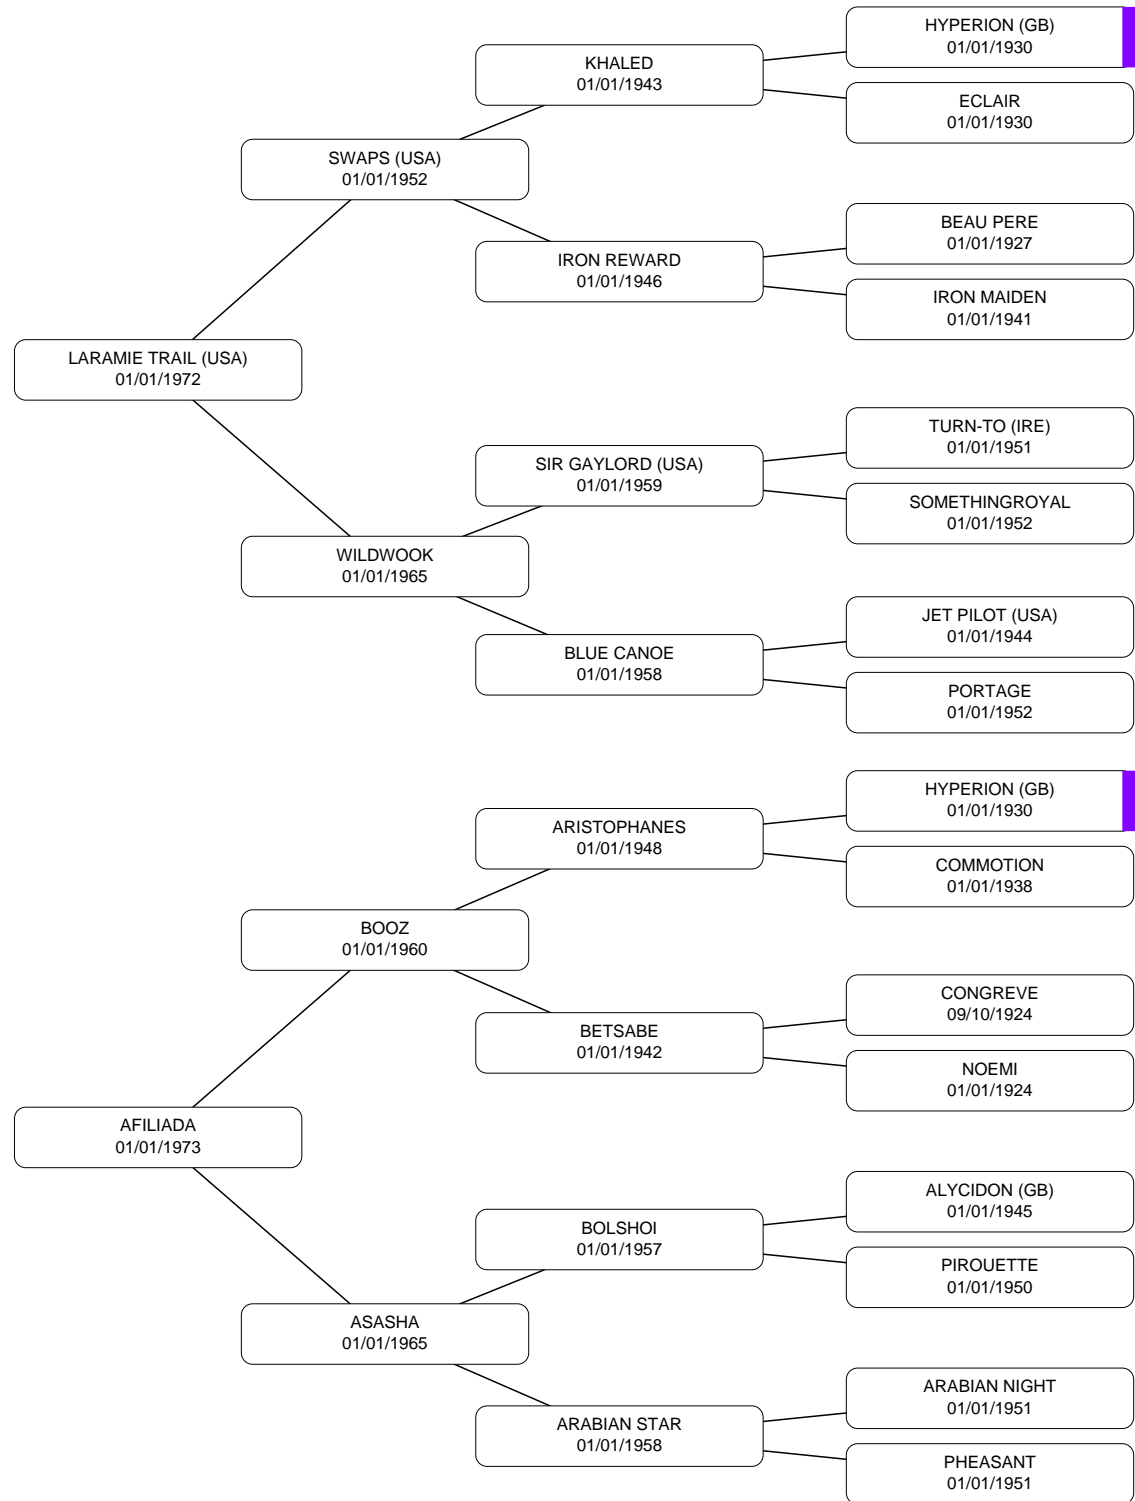 HYPERION (GB)
01/01/1930
KHALED
01/01/1943
ECLAIR
01/01/1930
SWAPS (USA)
01/01/1952
BEAU PERE
01/01/1927
IRON REWARD
01/01/1946
IRON MAIDEN
01/01/1941
LARAMIE TRAIL (USA)
01/01/1972
TURN-TO (IRE)
01/01/1951
SIR GAYLORD (USA)
01/01/1959
SOMETHINGROYAL
01/01/1952
WILDWOOK
01/01/1965
JET PILOT (USA)
01/01/1944
BLUE CANOE
01/01/1958
PORTAGE
01/01/1952
HYPERION (GB)
01/01/1930
ARISTOPHANES
01/01/1948
COMMOTION
01/01/1938
BOOZ
01/01/1960
CONGREVE
09/10/1924
BETSABE
01/01/1942
NOEMI
01/01/1924
AFILIADA
01/01/1973
ALYCIDON (GB)
01/01/1945
BOLSHOI
01/01/1957
PIROUETTE
01/01/1950
ASASHA
01/01/1965
ARABIAN NIGHT
01/01/1951
ARABIAN STAR
01/01/1958
PHEASANT
01/01/1951